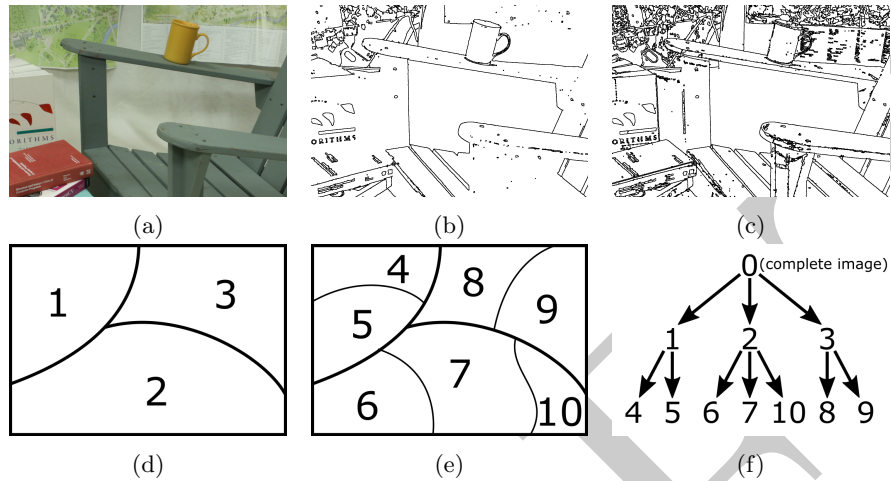 ORITHMS
ORITHMS
(a)
(b)
(c)
1
3
2
4
8
9
5
7
6
10
0 (complete image)
1 2 3
4 5 6 7 10 8 9
(d)
(e)
(f)